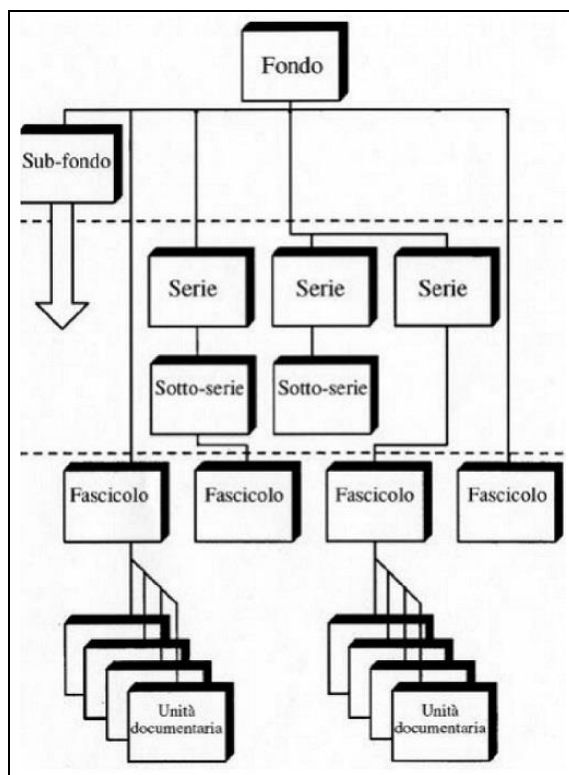 Fondo
Sub-fondo
Serie
Serie
Serie
Sotto-serie
Sotto-serie
Fascicolo
Fascicolo
Fascicolo
Fascicolo
Unità
documentaria
Unità
documentaria